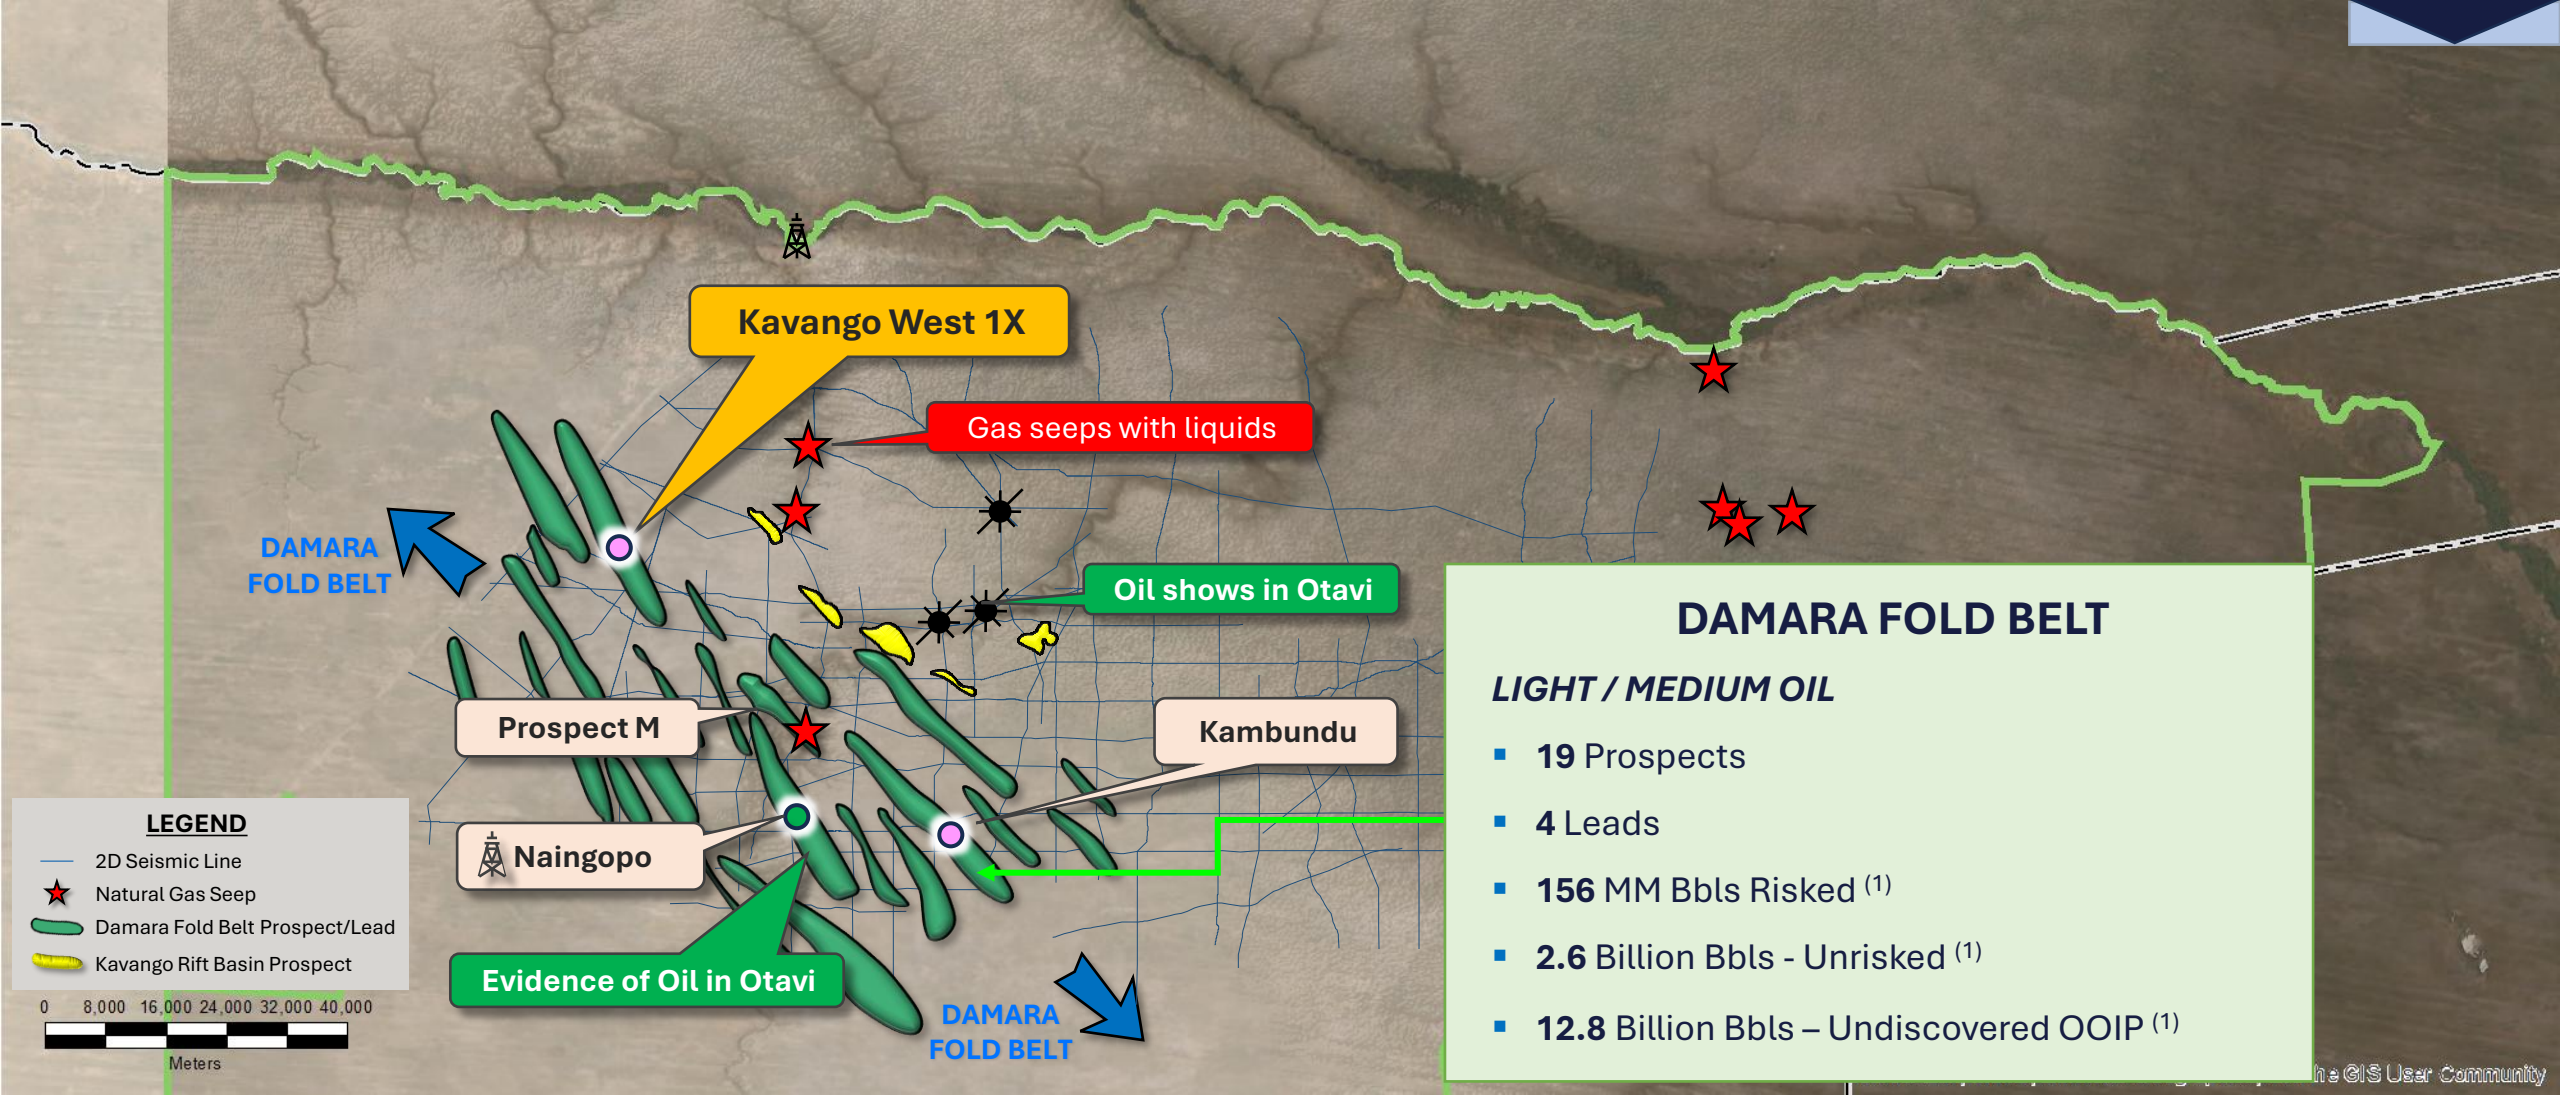 Kavango West 1X
Gas seeps with liquids
DAMARA
FOLD BELT
Oil shows in Otavi
Prospect M
Kambundu
Naingopo
Evidence of Oil in Otavi
DAMARA
FOLD BELT
LEGEND
2D Seismic Line
Natural Gas Seep
Damara Fold Belt Prospect/Lead
Kavango Rift Basin Prospect
0 8,000 16,000 24,000 32,000 40,000
Meters
DAMARA FOLD BELT
LIGHT / MEDIUM OIL
▪ 19 Prospects
▪ 4 Leads
▪ 156 MM Bbls Risked (1)
▪ 2.6 Billion Bbls - Unrisked (1)
▪ 12.8 Billion Bbls – Undiscovered OOIP (1)
the GIS User Community